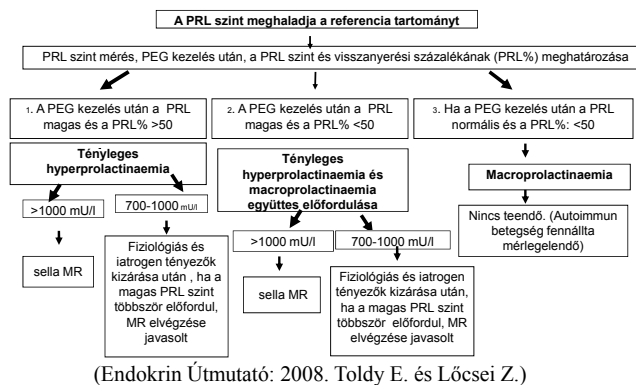 A PRL szint meghaladja a referencia tartományt
PRL szint mérés, PEG kezelés után, a PRL szint és visszanyerési százalékának (PRL%) meghatározása
1. A PEG kezelés után a PRL
magas és a PRL% >50
2. A PEG kezelés után a PRL
magas és a PRL% <50
3. Ha a PEG kezelés után a PRL
normális és a PRL%: <50
Tényleges
hyperprolactinaemia
Tényleges
hyperprolactinaemia és
macroprolactinaemia
együttes előfordulása
Macroprolactinaemia
>1000 mU/l
700-1000 mU/l
Nincs teendő. (Autoimmun
betegség fennállta
mérlegelendő)
>1000 mU/l
700-1000 mU/l
sella MR
Fiziológiás és
iatrogen tényezők
kizárása után , ha a
magas PRL szint
többször előfordul,
MR elvégzése
javasolt
sella MR
Fiziológiás és iatrogen
tényezők kizárása után,
ha a magas PRL szint
többször előfordul, MR
elvégzése javasolt
(Endokrin Útmutató: 2008. Toldy E. és Lőcsei Z.)